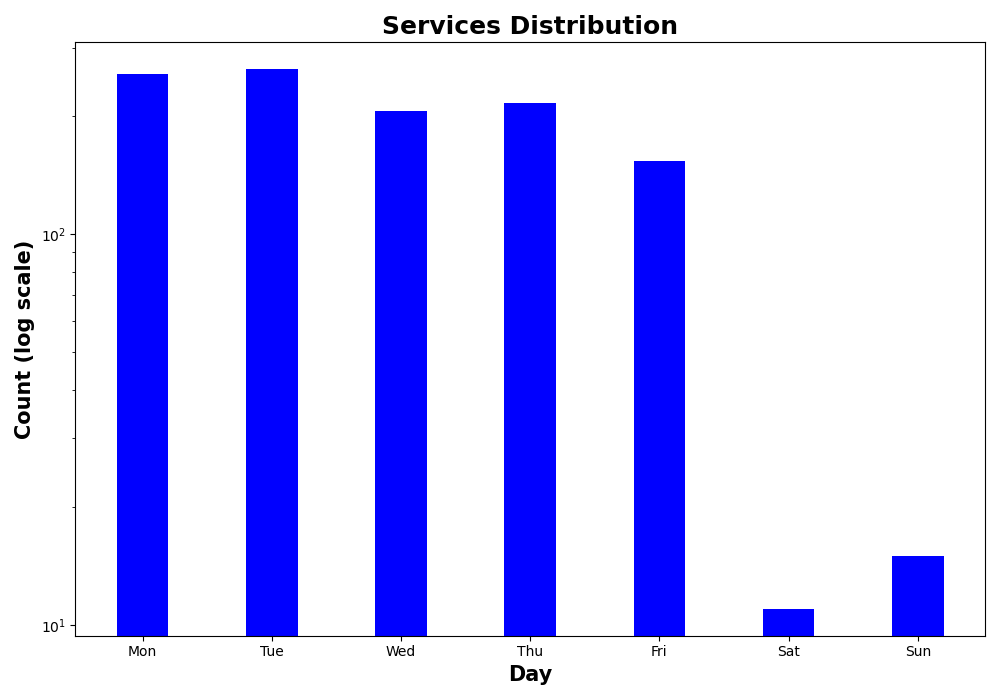 Services Distribution
Count (log scale)
10²
10¹
Mon Tue Wed Thu Fri Sat Sun
Day